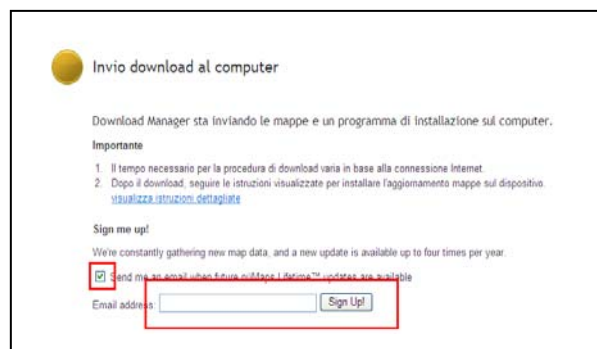 Invio download al computer
Download Manager sta inviando le mappe e un programma di installazione sul computer.
Importante
1. Il tempo necessario per la procedura di download varia in base alla connessione Internet.
2. Dopo il download, seguire le istruzioni visualizzate per installare l'aggiornamento mappe sul dispositivo.
visualizza istruzioni dettagliate
Sign me up!
We're constantly gathering new map data, and a new update is available up to four times per year.
Send me an email when future nüMaps Lifetime™ updates are available
Email address: Sign Up!